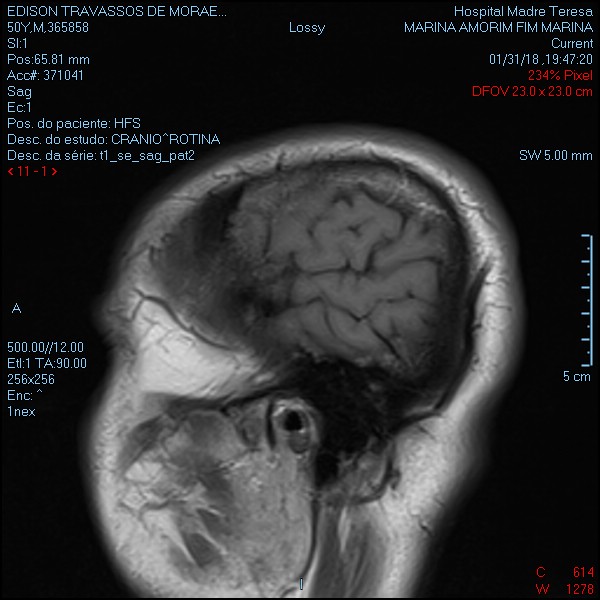 EDISON TRAVASSOS DE MORAE...
50Y,M,365858
SI:1
Pos:65.81 mm
Acc#: 371041
Sag
Ec:1
Pos. do paciente: HFS
Desc. do estudo: CRANIO^ROTINA
Desc. da série: t1_se_sag_pat2
< 11 - 1 >
Lossy
Hospital Madre Teresa
MARINA AMORIM FIM MARINA
Current
01/31/18 ,19:47:20
234% Pixel
DFOV 23.0 x 23.0 cm
SW 5.00 mm
A
500.00//12.00
Etl:1 TA:90.00
256x256
Enc: ^
1nex
5 cm
I
C 614
W 1278